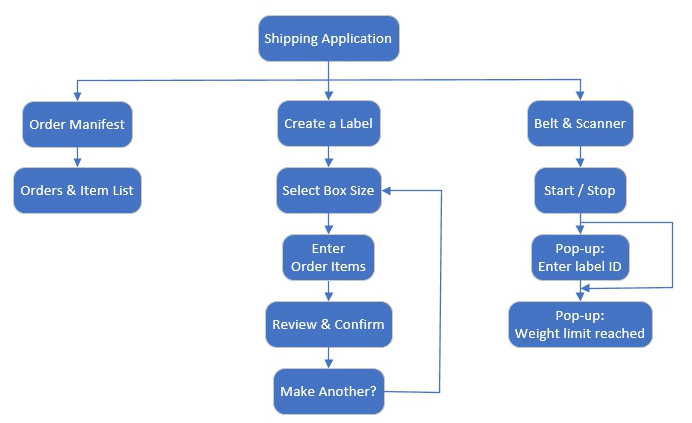 Shipping Application
Order Manifest
Orders & Item List
Create a Label
Select Box Size
Enter
Order Items
Review & Confirm
Make Another?
Belt & Scanner
Start / Stop
Pop-up:
Enter label ID
Pop-up:
Weight limit reached